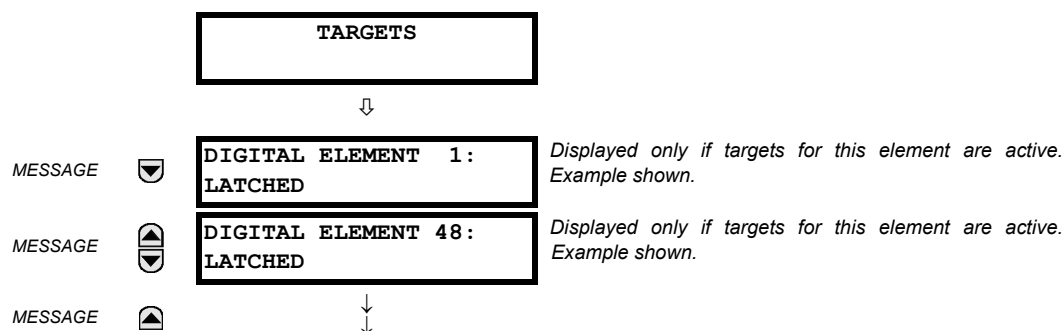 TARGETS
⇩
MESSAGE
DIGITAL ELEMENT 1:
LATCHED
Displayed only if targets for this element are active.
Example shown.
MESSAGE
DIGITAL ELEMENT 48:
LATCHED
Displayed only if targets for this element are active.
Example shown.
MESSAGE
↓
↓